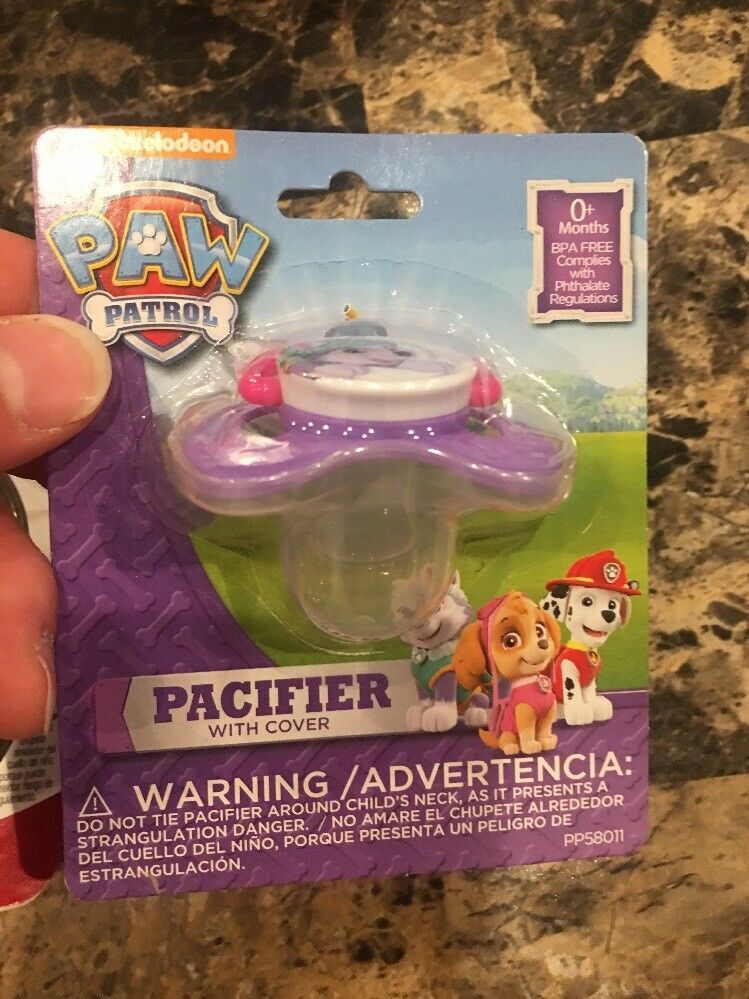 nickelodeon
PAW
PATROL
0+
Months
BPA FREE
Complies
with
Phthalate
Regulations
PACIFIER
WITH COVER
WARNING /ADVERTENCIA:
DO NOT TIE PACIFIER AROUND CHILD'S NECK, AS IT PRESENTS A
STRANGULATION DANGER. / NO AMARE EL CHUPETE ALREDEDOR
DEL CUELLO DEL NIÑO, PORQUE PRESENTA UN PELIGRO DE
ESTRANGULACIÓN.
PP58011